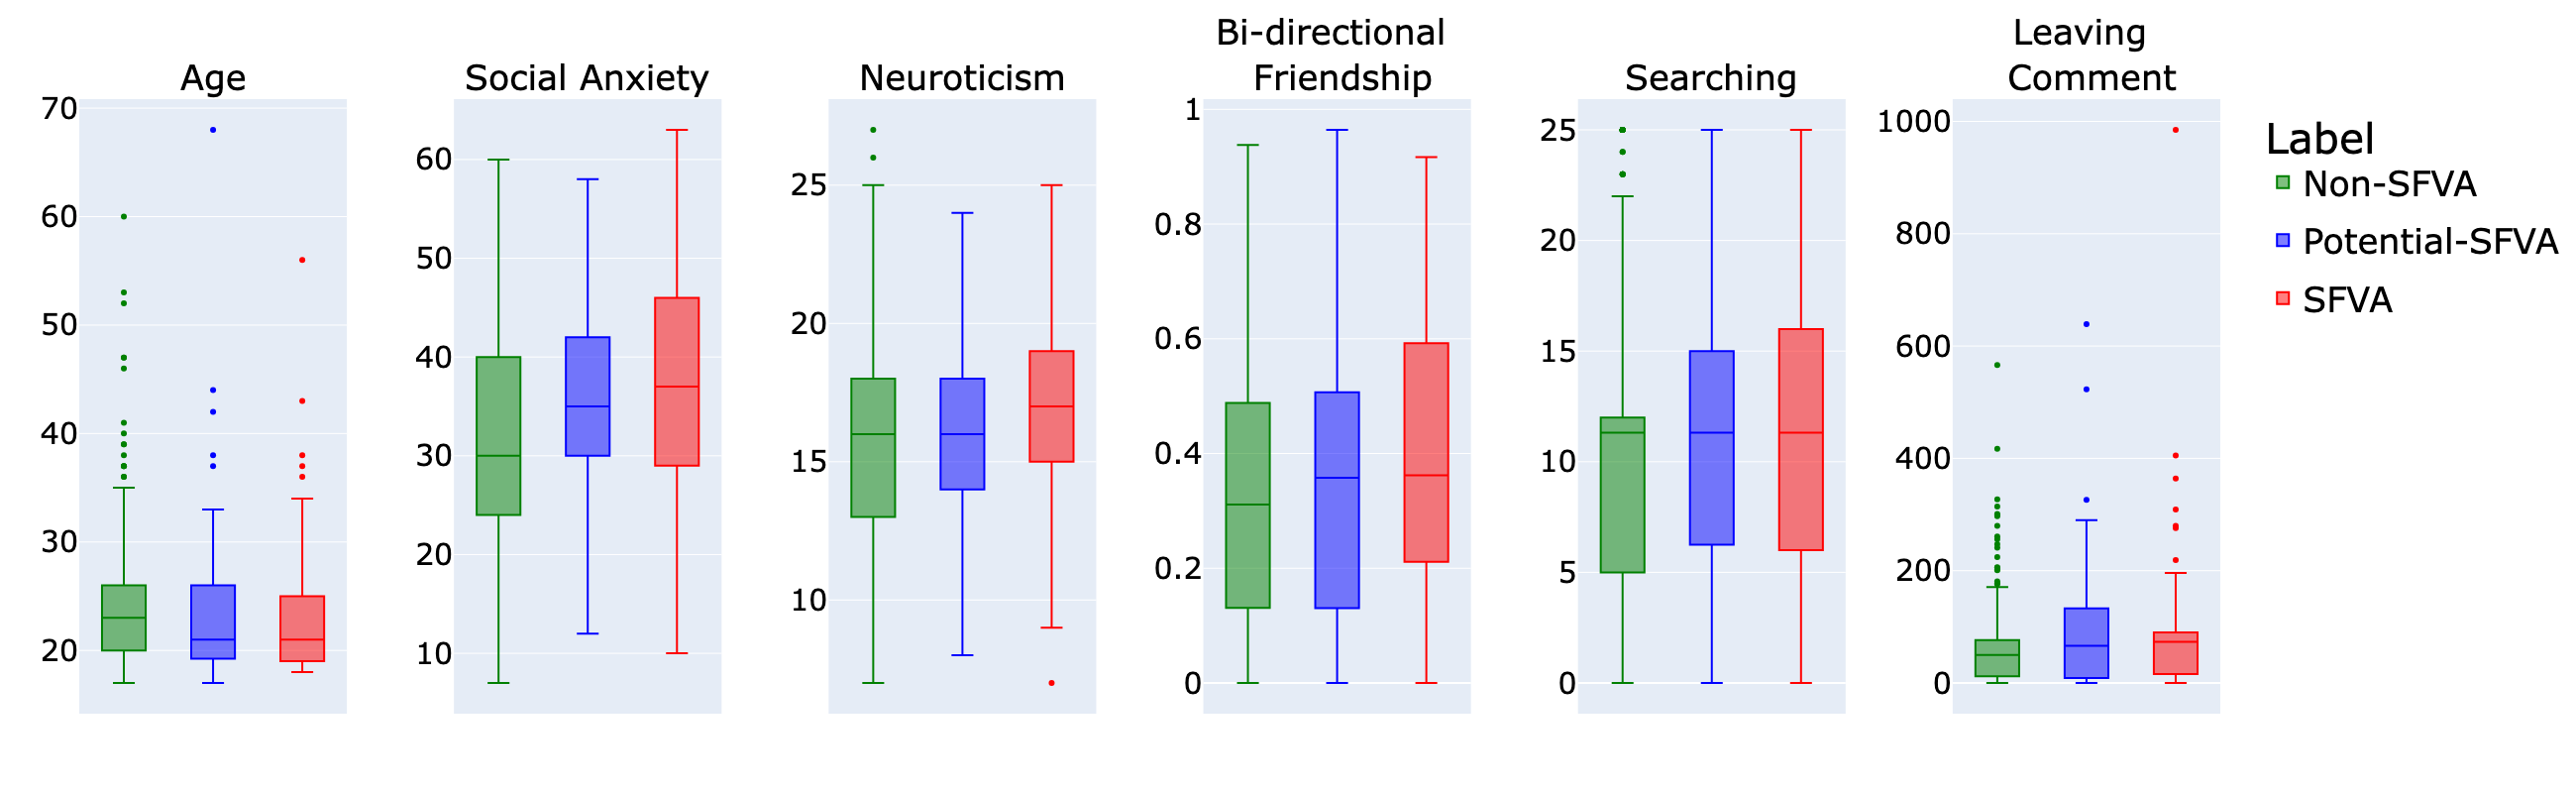 Age
70
60
50
40
30
20
Social Anxiety
60
50
40
30
20
10
Neuroticism
25
20
15
10
Bi-directional
Friendship
1
0.8
0.6
0.4
0.2
0
Searching
25
20
15
10
5
0
Leaving
Comment
1000
800
600
400
200
0
Label
Non-SFVA
Potential-SFVA
SFVA